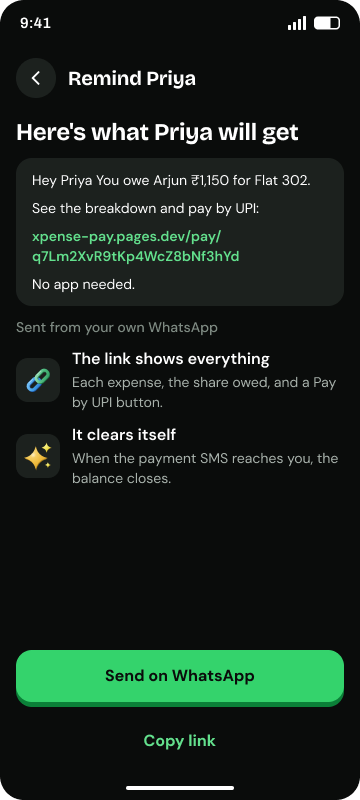 9:41
Remind Priya
Here's what Priya will get
Hey Priya You owe Arjun ₹1,150 for Flat 302.
See the breakdown and pay by UPI:
xpense-pay.pages.dev/pay/
q7Lm2XvR9tKp4WcZ8bNf3hYd
No app needed.
Sent from your own WhatsApp
The link shows everything
Each expense, the share owed, and a Pay
by UPI button.
It clears itself
When the payment SMS reaches you, the
balance closes.
Send on WhatsApp
Copy link